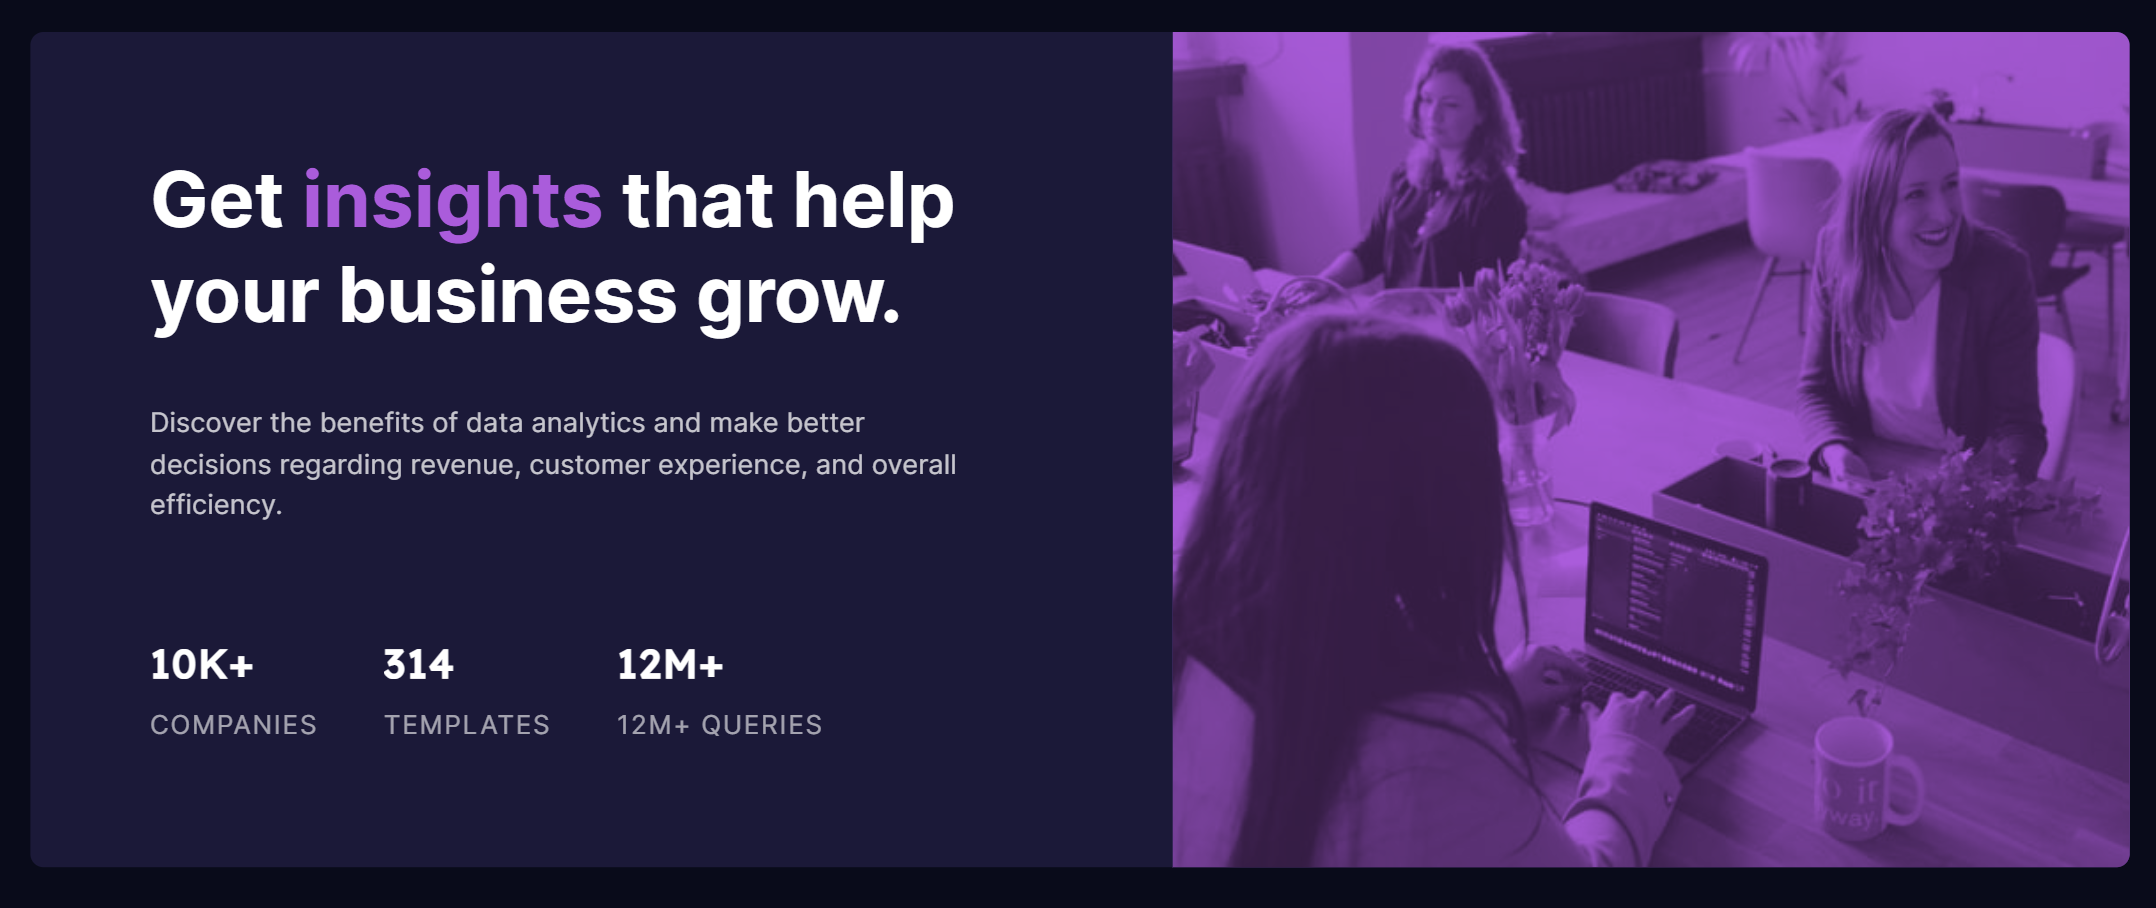 Get insights that help
your business grow.
Discover the benefits of data analytics and make better
decisions regarding revenue, customer experience, and overall
efficiency.
10K+ 314 12M+
COMPANIES TEMPLATES 12M+ QUERIES
way